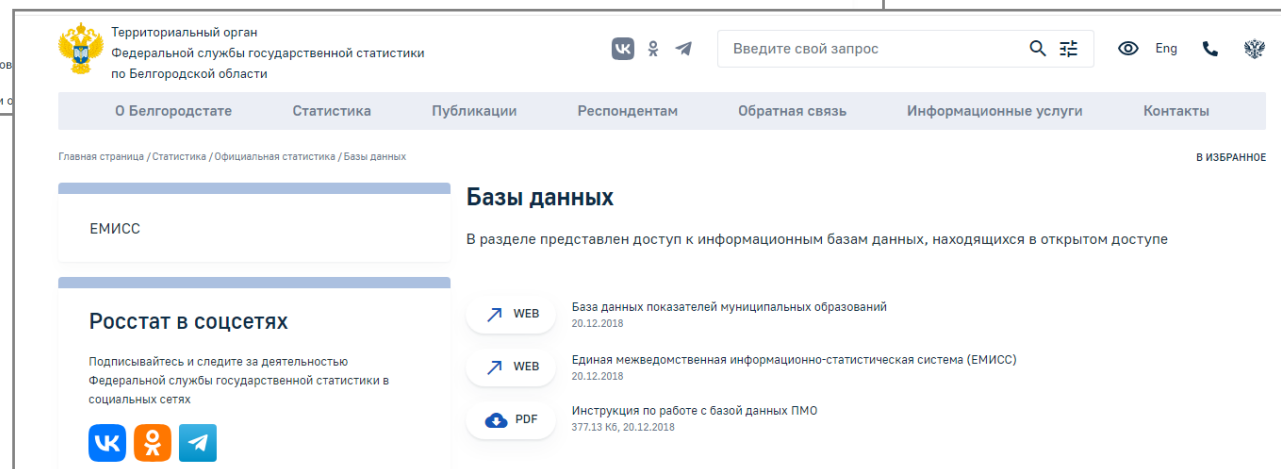 Территориальный орган
Федеральной службы государственной статистики
по Белгородской области
Введите свой запрос
Eng
О Белгородстате Статистика Публикации Респондентам Обратная связь Информационные услуги Контакты
Главная страница / Статистика / Официальная статистика / Базы данных
В ИЗБРАННОЕ
ЕМИСС
Базы данных
В разделе представлен доступ к информационным базам данных, находящихся в открытом доступе
WEB
База данных показателей муниципальных образований
20.12.2018
WEB
Единая межведомственная информационно-статистическая система (ЕМИСС)
20.12.2018
PDF
Инструкция по работе с базой данных ПМО
377.13 Кб, 20.12.2018
Росстат в соцсетях
Подписывайтесь и следите за деятельностью
Федеральной службы государственной статистики в
социальных сетях